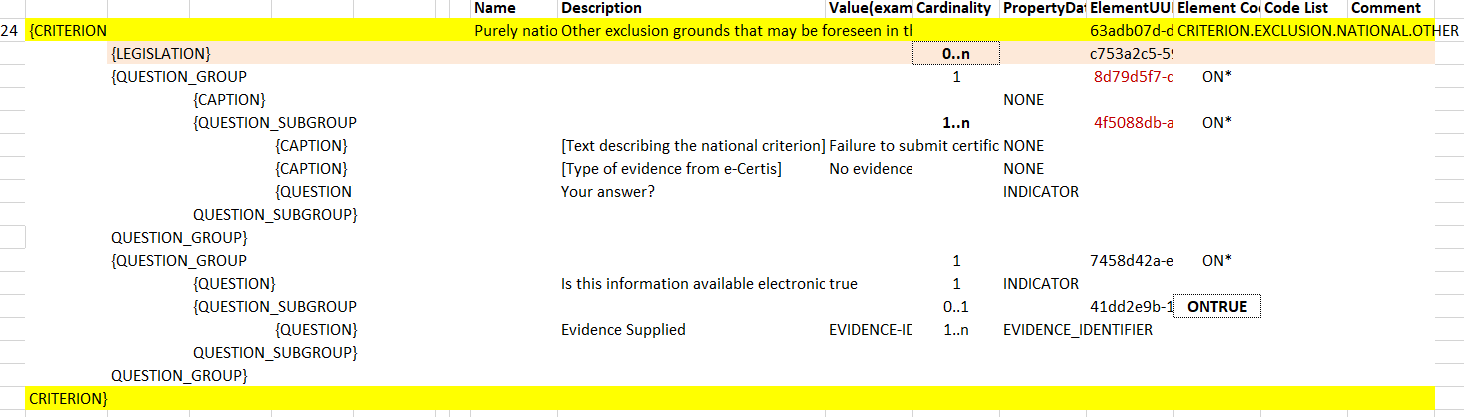 Name Description Value(exam Cardinality PropertyDat ElementUUI Element Co Code List Comment
24 {CRITERION Purely natio Other exclusion grounds that may be foreseen in th 63adb07d-d CRITERION.EXCLUSION.NATIONAL.OTHER
{LEGISLATION} 0..n c753a2c5-59
{QUESTION_GROUP 1 8d79d5f7-c ON*
{CAPTION} NONE
{QUESTION_SUBGROUP 1..n 4f5088db-a ON*
{CAPTION} [Text describing the national criterion] Failure to submit certific NONE
{CAPTION} [Type of evidence from e-Certis] No evidence NONE
{QUESTION Your answer? INDICATOR
QUESTION_SUBGROUP}
QUESTION_GROUP}
{QUESTION_GROUP 1 7458d42a-e ON*
{QUESTION} Is this information available electronic true 1 INDICATOR
{QUESTION_SUBGROUP 0..1 41dd2e9b-1 ONTRUE
{QUESTION} Evidence Supplied EVIDENCE-ID 1..n EVIDENCE_IDENTIFIER
QUESTION_SUBGROUP}
QUESTION_GROUP}
CRITERION}